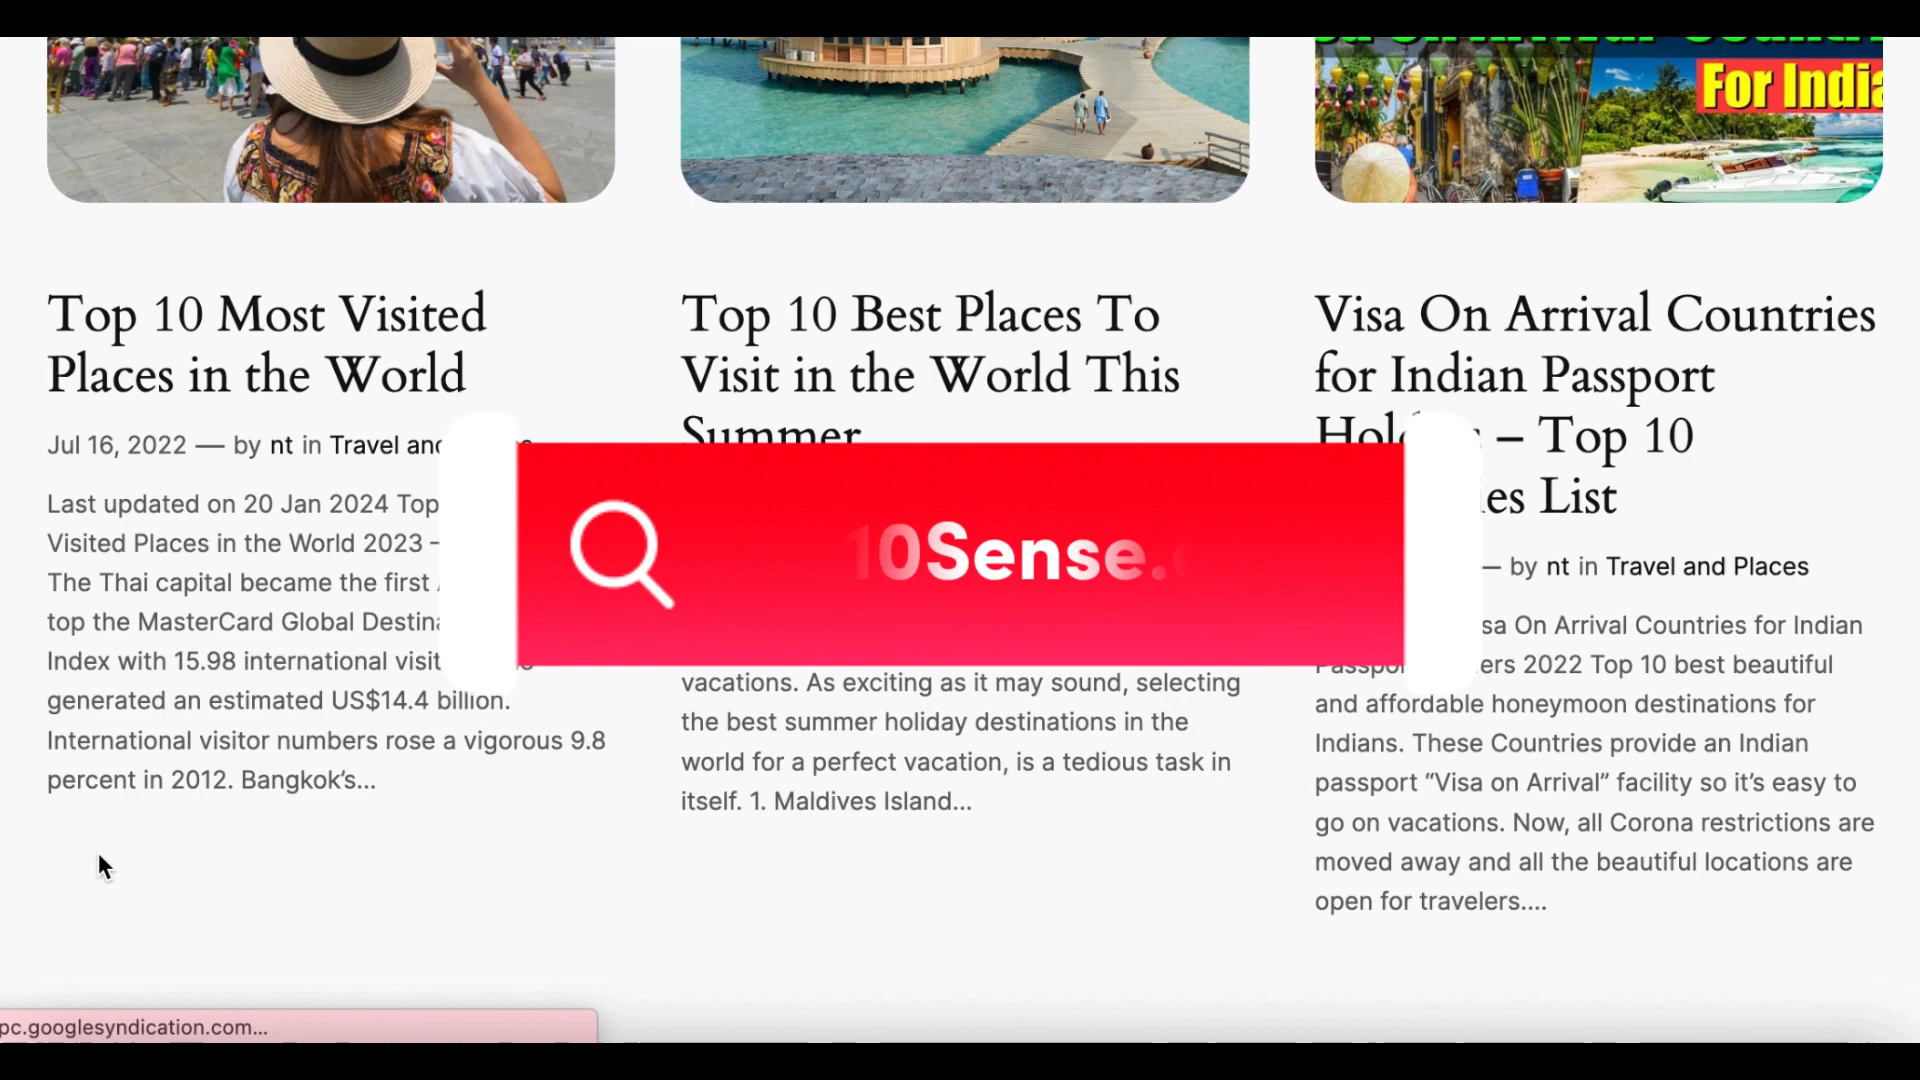 For India
Top 10 Most Visited
Places in the World
Jul 16, 2022 — by nt in Travel and
Last updated on 20 Jan 2024 Top
Visited Places in the World 2023 –
The Thai capital became the first
top the MasterCard Global
Index with 15.98 international
generated an estimated US$14.4 billion.
International visitor numbers rose a vigorous 9.8
percent in 2012. Bangkok’s...
Top 10 Best Places To
Visit in the World This
Summer
vacations. As exciting as it may sound, selecting
the best summer holiday destinations in the
world for a perfect vacation, is a tedious task in
itself. 1. Maldives Island...
Visa On Arrival Countries
for Indian Passport
– Top 10
List
— by nt in Travel and Places
On Arrival Countries for Indian
2022 Top 10 best beautiful
and affordable honeymoon destinations for
Indians. These Countries provide an Indian
passport “Visa on Arrival” facility so it’s easy to
go on vacations. Now, all Corona restrictions are
moved away and all the beautiful locations are
open for travelers....
10Sense.
pc.googlesyndication.com...